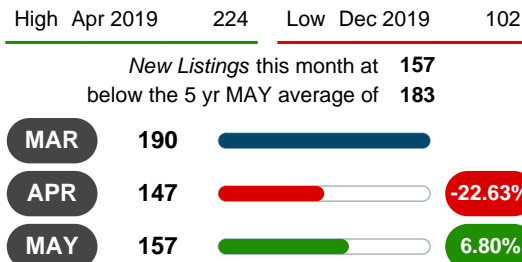 High Apr 2019 224 Low Dec 2019 102
New Listings this month at 157
below the 5 yr MAY average of 183
MAR 190
APR 147 -22.63%
MAY 157 6.80%